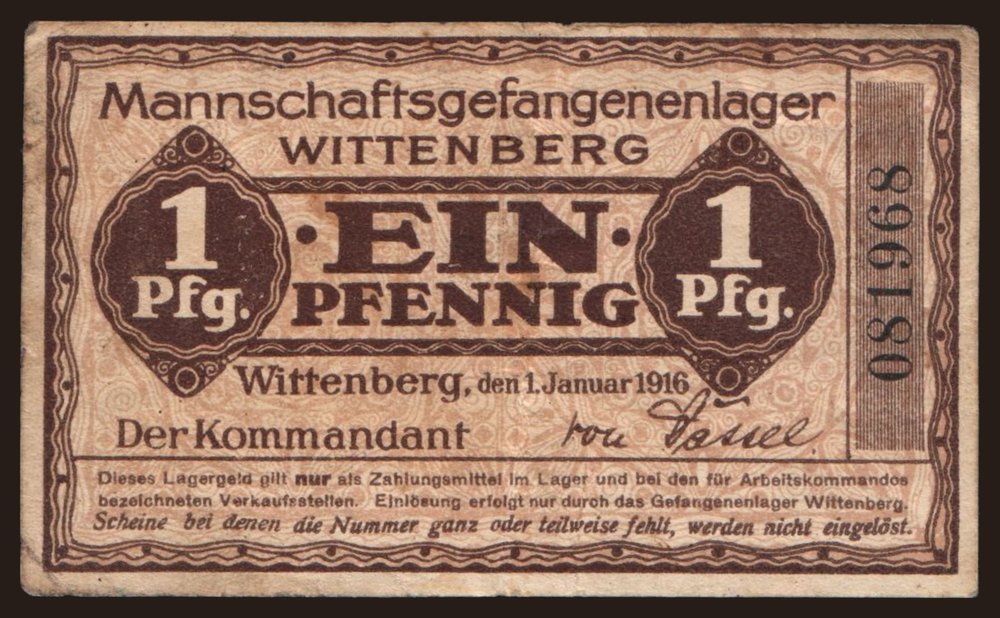 Mannschaftsgefangenenlager
WITTENBERG
1 Pfg.
· EIN ·
PFENNIG
1 Pfg.
081968
Wittenberg, den 1. Januar 1916
Der Kommandant von Tassel
Dieses Lagergeld gilt nur als Zahlungsmittel im Lager und bei den für Arbeitskommandos
bezeichneten Verkaufsstellen. Einlösung erfolgt nur durch das Gefangenenlager Wittenberg.
Scheine bei denen die Nummer ganz oder teilweise fehlt, werden nicht eingelöst.